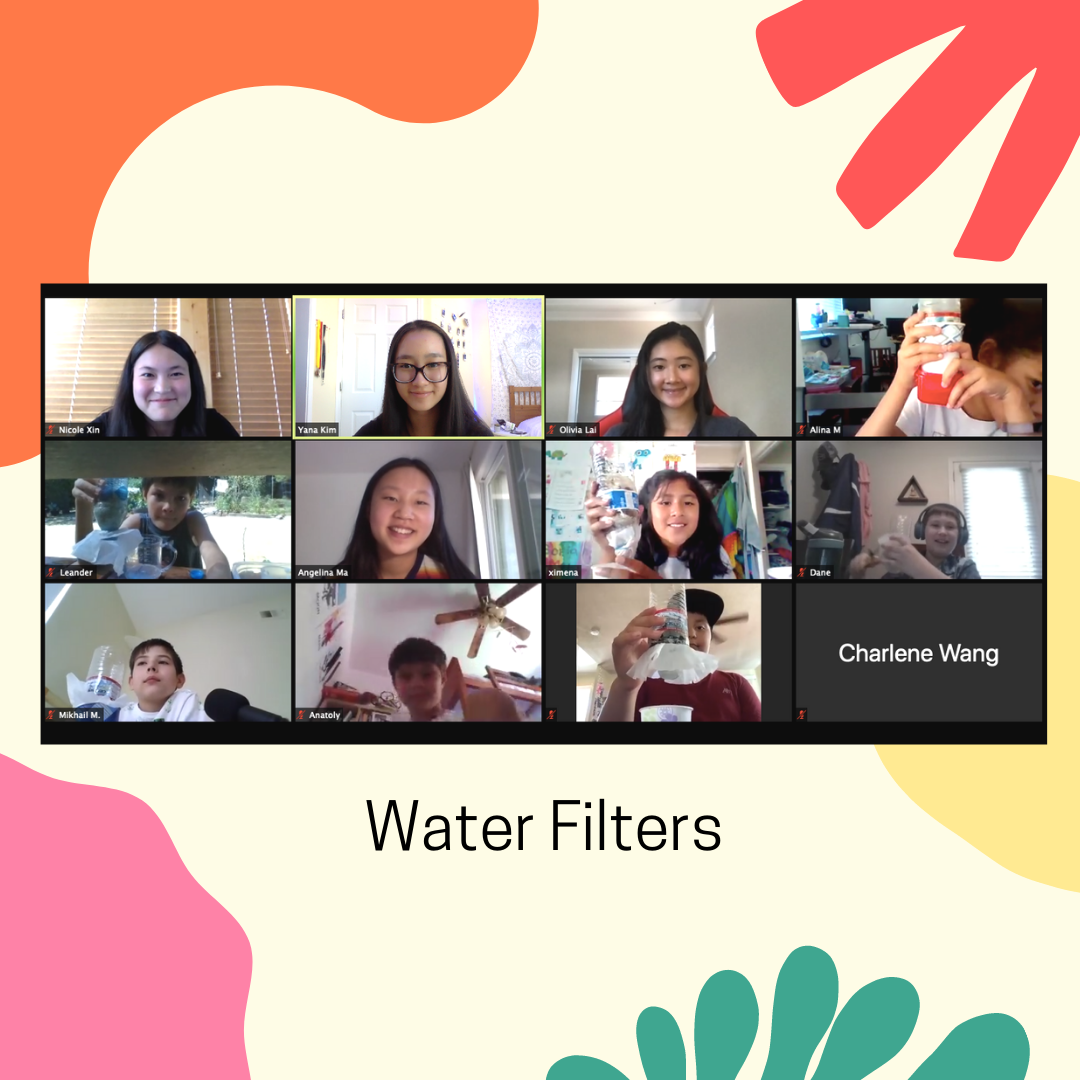 Nicole Xin
Yana Kim
Olivia Lai
Alina M
Leander
Angelina Ma
ximena
Dane
Mikhail M.
Anatoly
Charlene Wang
Water Filters